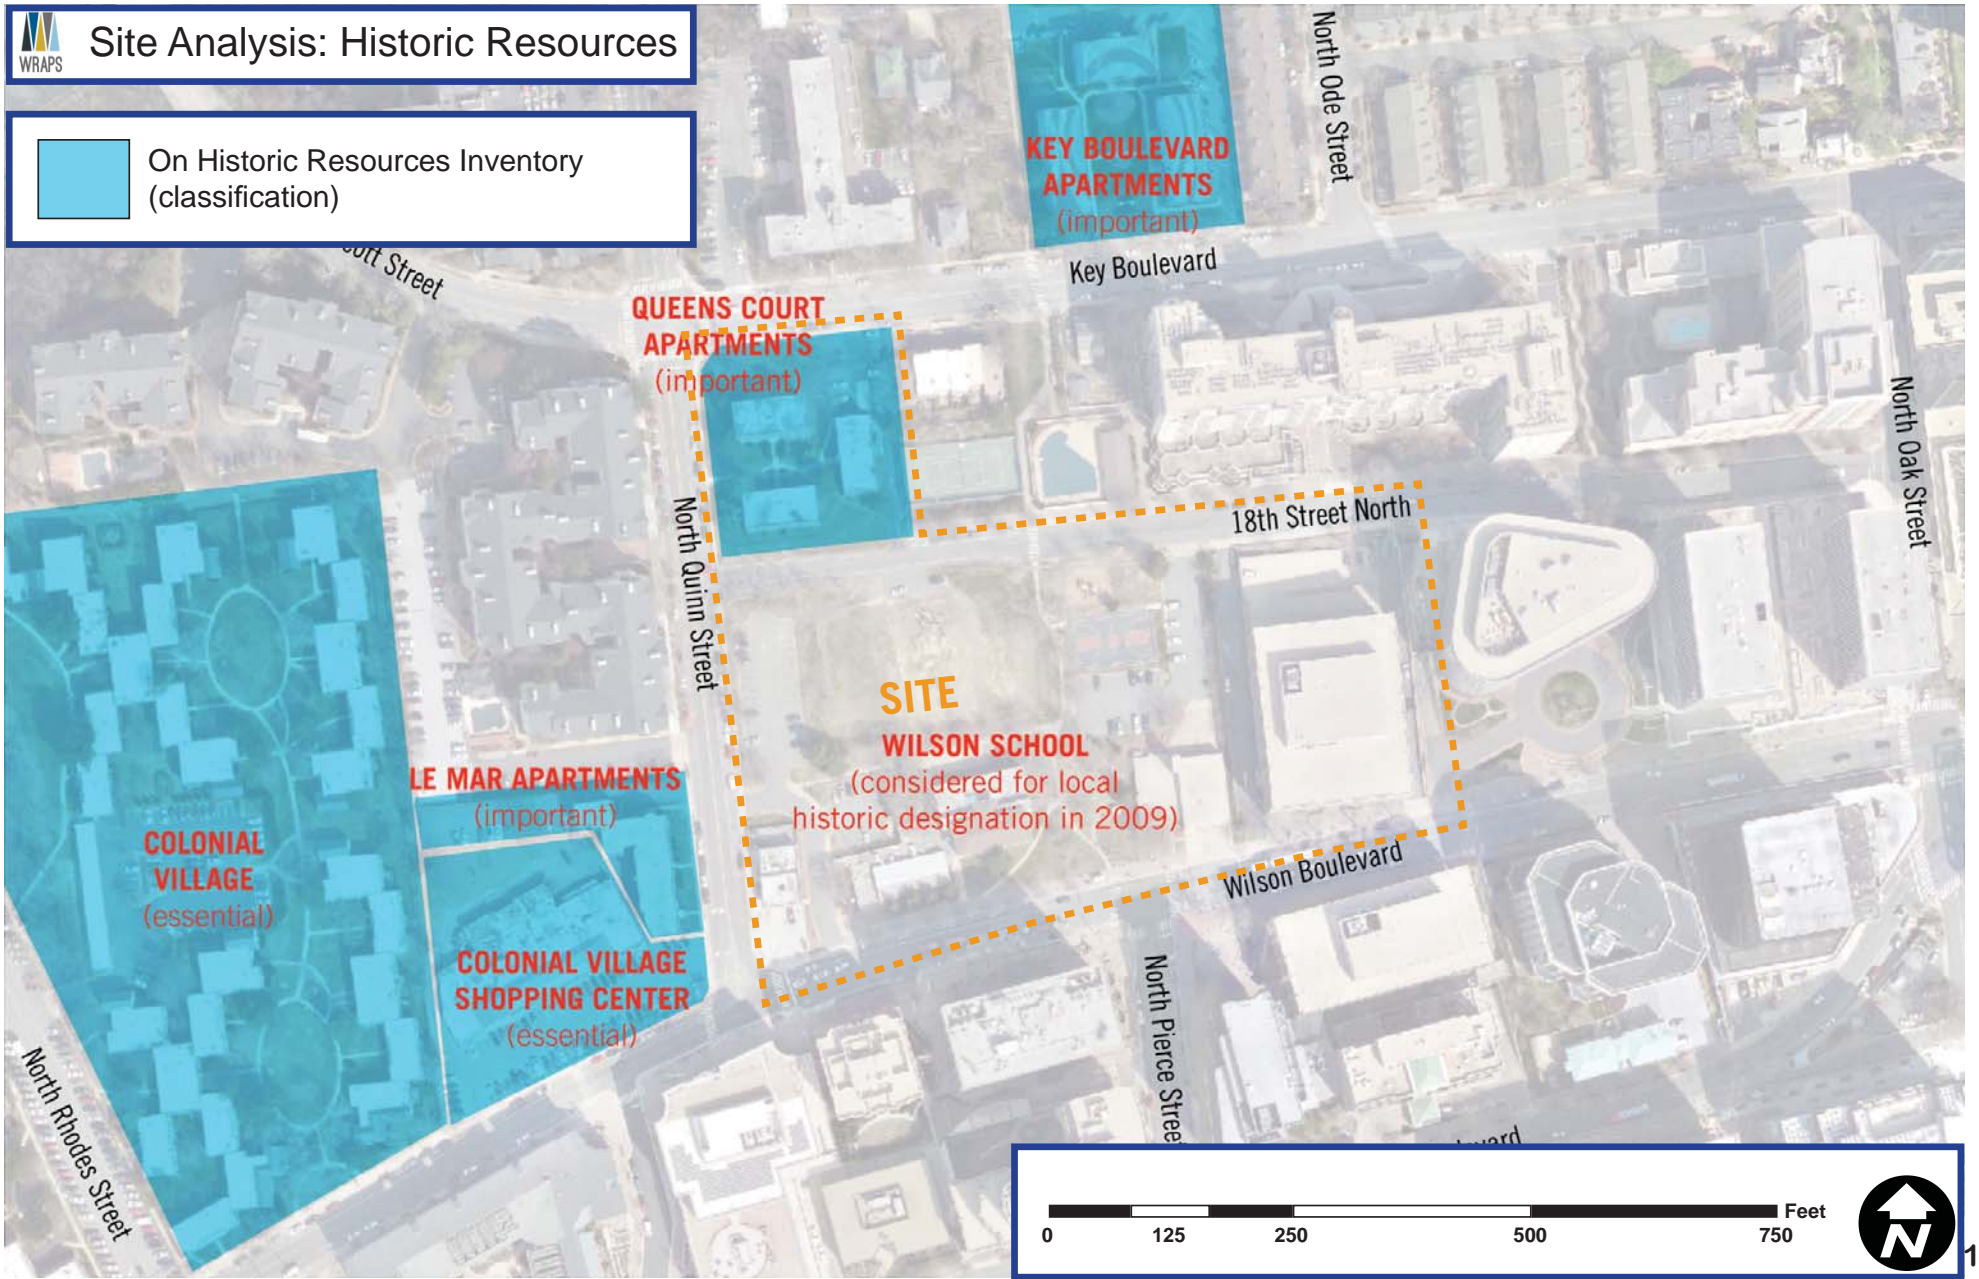 WRAPS
Site Analysis: Historic Resources
On Historic Resources Inventory
(classification)
North Ode Street
KEY BOULEVARD
APARTMENTS
(important)
Key Boulevard
Street
QUEENS COURT
APARTMENTS
(important)
North Oak Street
18th Street North
North Quinn Street
SITE
WILSON SCHOOL
(considered for local
historic designation in 2009)
LE MAR APARTMENTS
(important)
COLONIAL
VILLAGE
(essential)
Wilson Boulevard
COLONIAL VILLAGE
SHOPPING CENTER
(essential)
North Pierce Street
North Rhodes Street
Feet
0 125 250 500 750
N
1